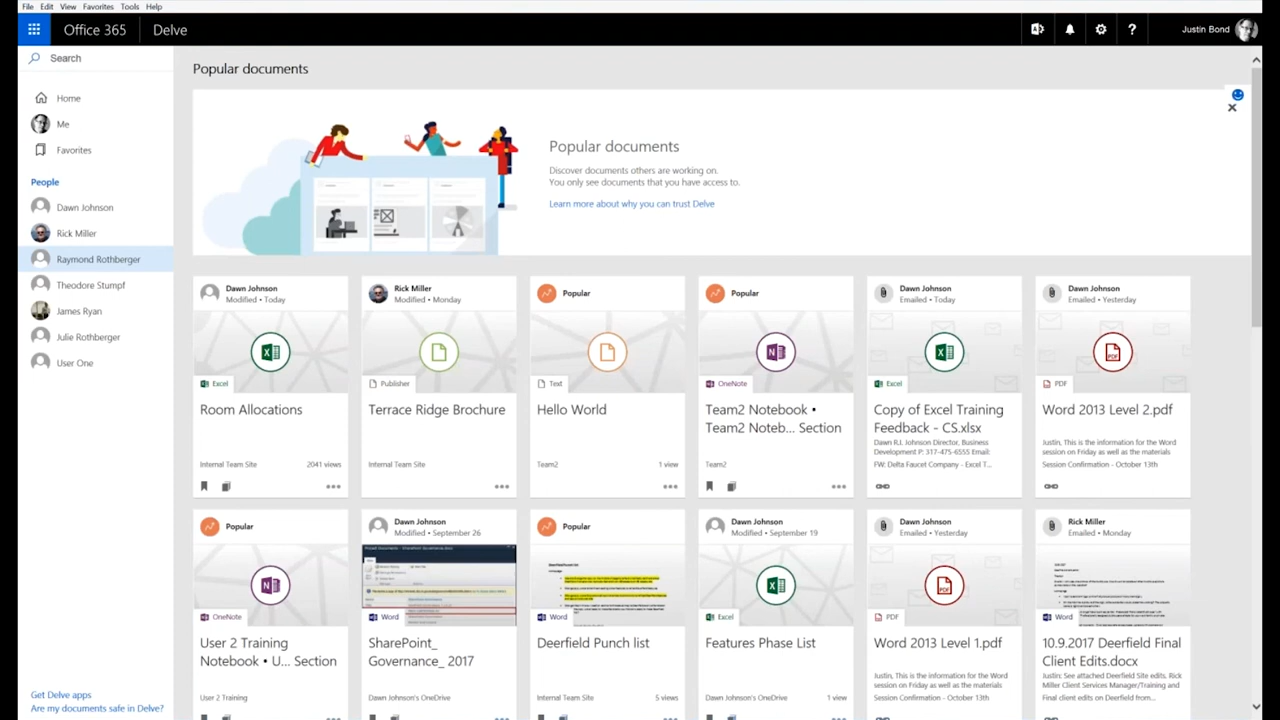 File Edit View Favorites Tools Help
Office 365 Delve Justin Bond
Search
Home
Me
Favorites
People
Dawn Johnson
Rick Miller
Raymond Rothberger
Theodore Stumpf
James Ryan
Julie Rothberger
User One
Get Delve apps
Are my documents safe in Delve?
Popular documents
Popular documents
Discover documents others are working on.
You only see documents that you have access to.
Learn more about why you can trust Delve
Dawn Johnson
Modified • Today
Excel
Room Allocations
Internal Team Site 2041 views
Rick Miller
Modified • Monday
Publisher
Terrace Ridge Brochure
Internal Team Site
Popular
Text
Hello World
Team2 1 view
Popular
OneNote
Team2 Notebook •
Team2 Noteb... Section
Team2
Dawn Johnson
Emailed • Today
Excel
Copy of Excel Training
Feedback - CS.xlsx
Dawn R.I. Johnson Director, Business
Development P: 317-475-6555 Email:
FW: Delta Faucet Company - Excel T...
Dawn Johnson
Emailed • Yesterday
PDF
Word 2013 Level 2.pdf
Justin, This is the information for the Word
session on Friday as well as the materials
Session Confirmation - October 13th
Popular
OneNote
User 2 Training
Notebook • U... Section
User 2 Training
Dawn Johnson
Modified • September 26
Word
SharePoint_
Governance_ 2017
Dawn Johnson's OneDrive
Popular
Word
Deerfield Punch list
Internal Team Site 5 views
Dawn Johnson
Modified • September 19
Excel
Features Phase List
Dawn Johnson's OneDrive 1 view
Dawn Johnson
Emailed • Yesterday
PDF
Word 2013 Level 1.pdf
Justin, This is the information for the Word
session on Friday as well as the materials
Session Confirmation - October 13th
Rick Miller
Emailed • Monday
Word
10.9.2017 Deerfield Final
Client Edits.docx
Justin: See attached Deerfield Site edits. Rick
Miller Client Services Manager/Training and
Final client edits on Deerfield from...